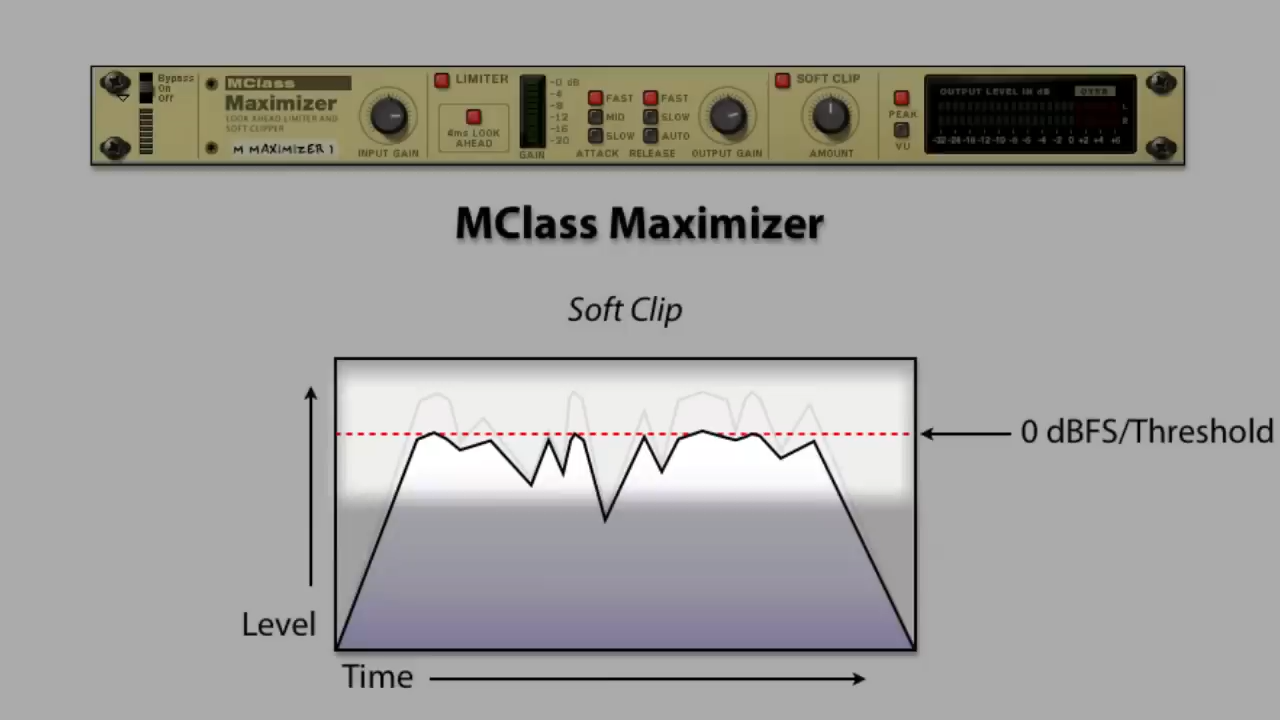 Bypass
On
Off
MClass
Maximizer
LOOK AHEAD LIMITER AND
SOFT CLIPPER
M MAXIMIZER 1
INPUT GAIN
LIMITER
4ms LOOK
AHEAD
-0 dB
-4
-8
-12
-16
-20
GAIN
FAST
MID
SLOW
ATTACK
FAST
SLOW
AUTO
RELEASE
OUTPUT GAIN
SOFT CLIP
AMOUNT
PEAK
VU
OUTPUT LEVEL IN dB
OVER
L
R
MClass Maximizer
Soft Clip
0 dBFS/Threshold
Level
Time